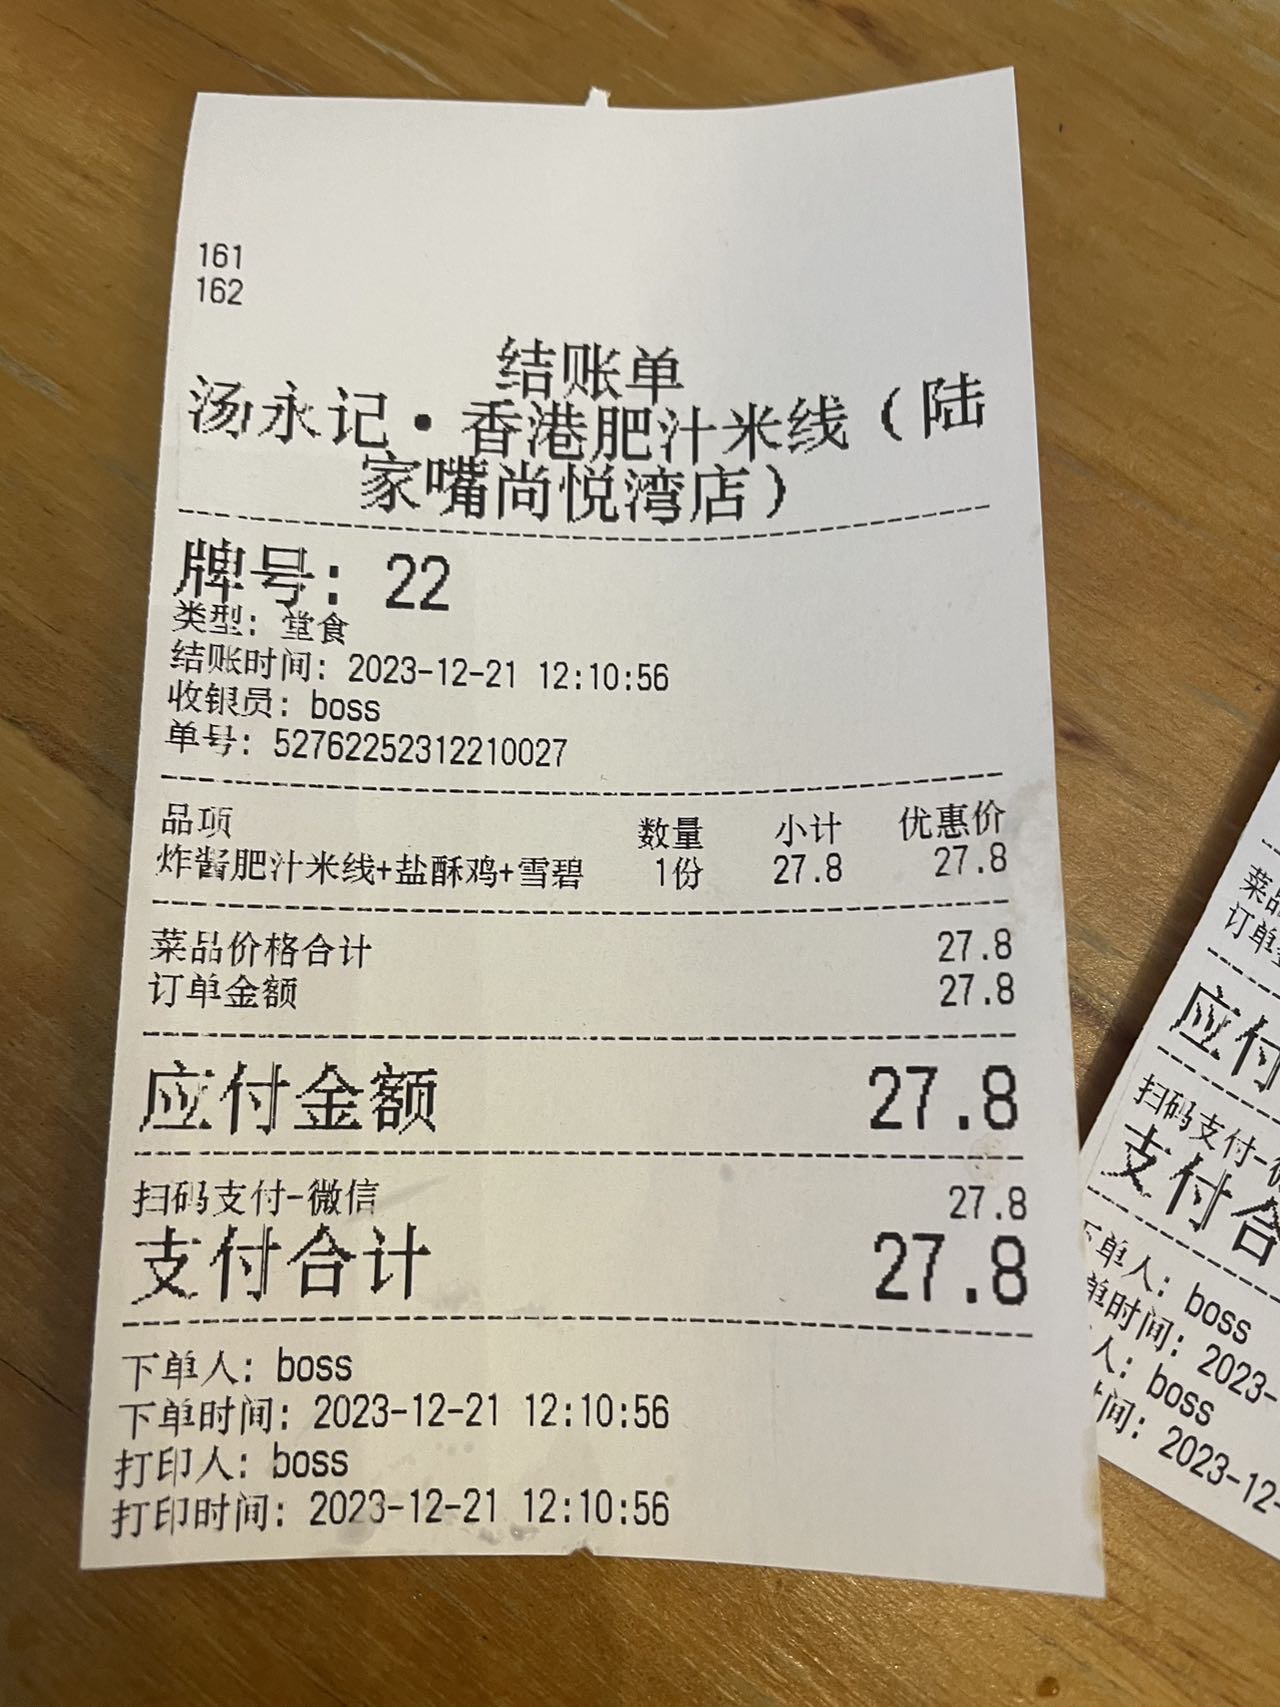 161
162
结账单
汤永记·香港肥汁米线（陆
家嘴尚悦湾店）
牌号：22
类型：堂食
结账时间：2023-12-21 12:10:56
收银员：boss
单号：52762252312210027
品项 数量 小计 优惠价
炸酱肥汁米线+盐酥鸡+雪碧 1份 27.8 27.8
菜品价格合计 27.8
订单金额 27.8
应付金额 27.8
扫码支付-微信 27.8
支付合计 27.8
下单人：boss
下单时间：2023-12-21 12:10:56
打印人：boss
打印时间：2023-12-21 12:10:56
菜品
订单
应付
扫码支付-
支付合
下单人：boss
单时间：2023-
人：boss
间：2023-12-